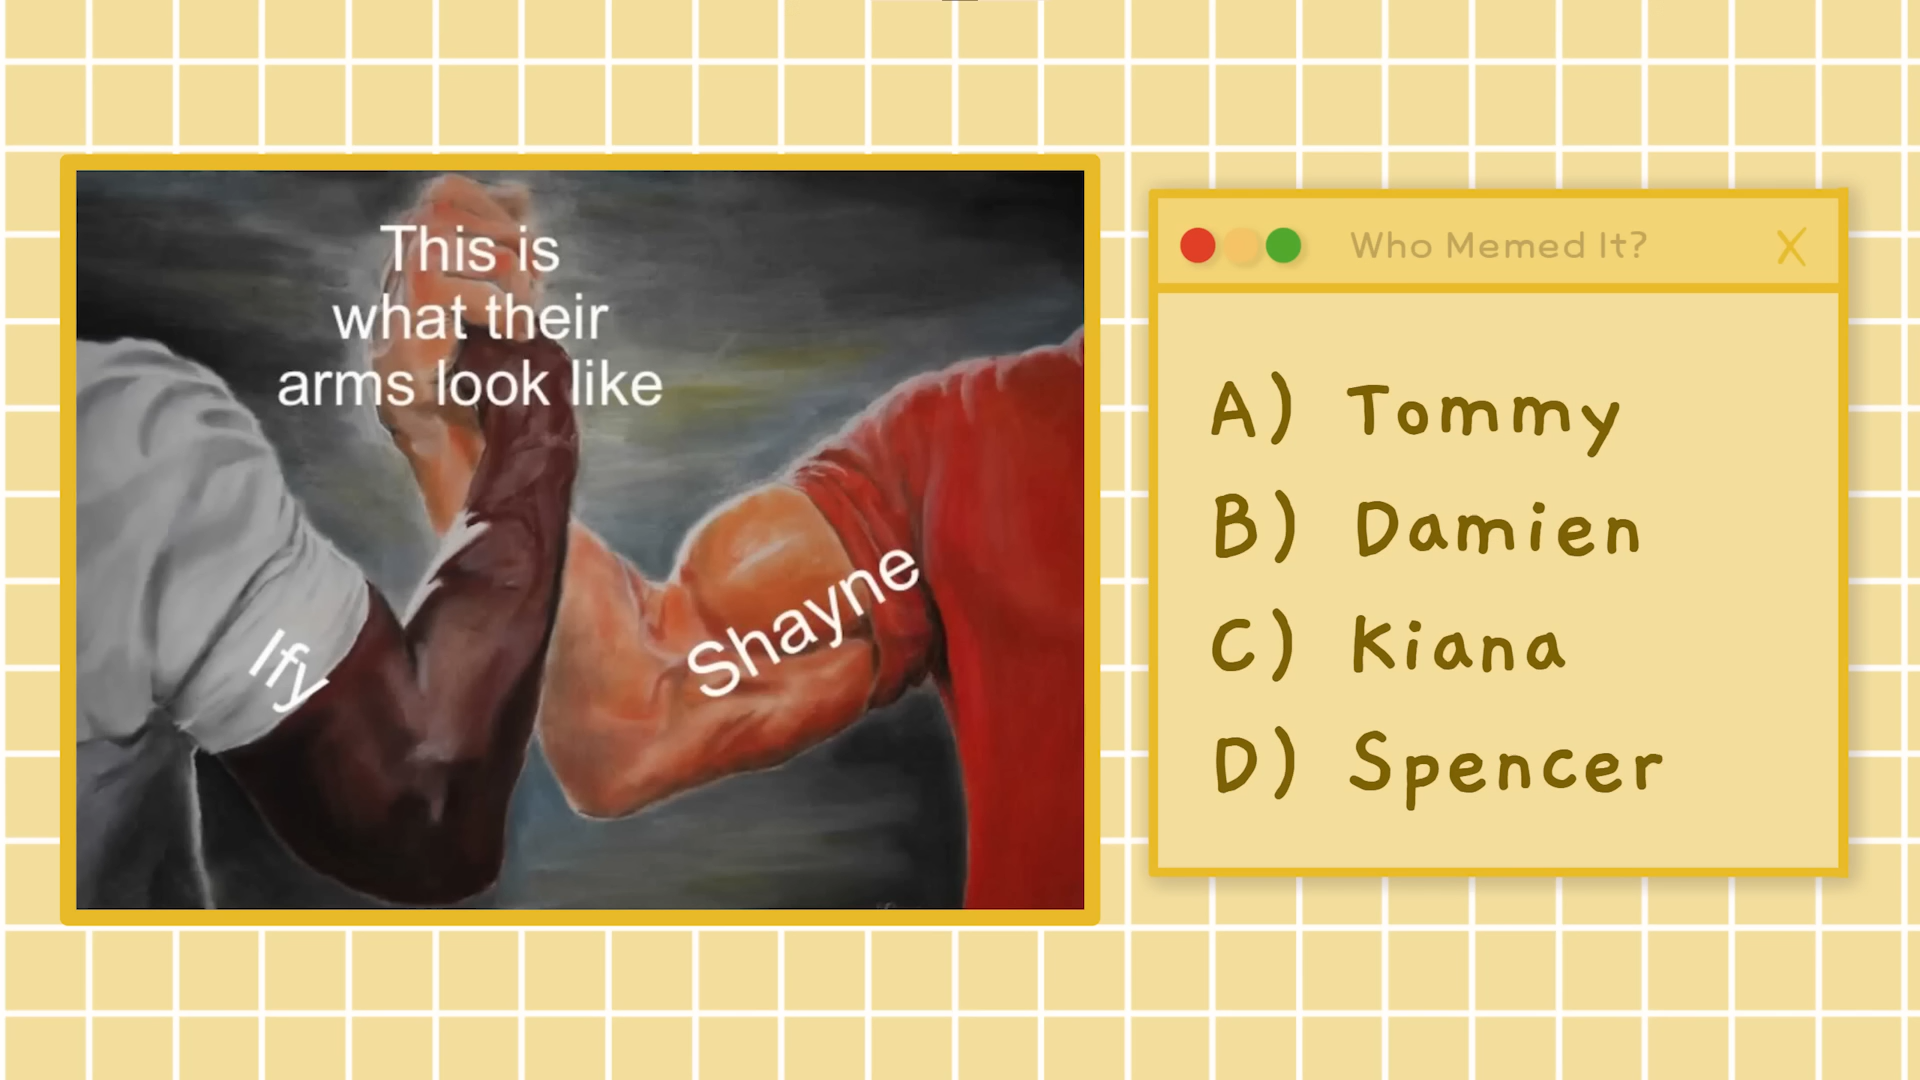 This is
what their
arms look like
Ify
Shayne
Who Memed It?
X
A) Tommy
B) Damien
C) Kiana
D) Spencer